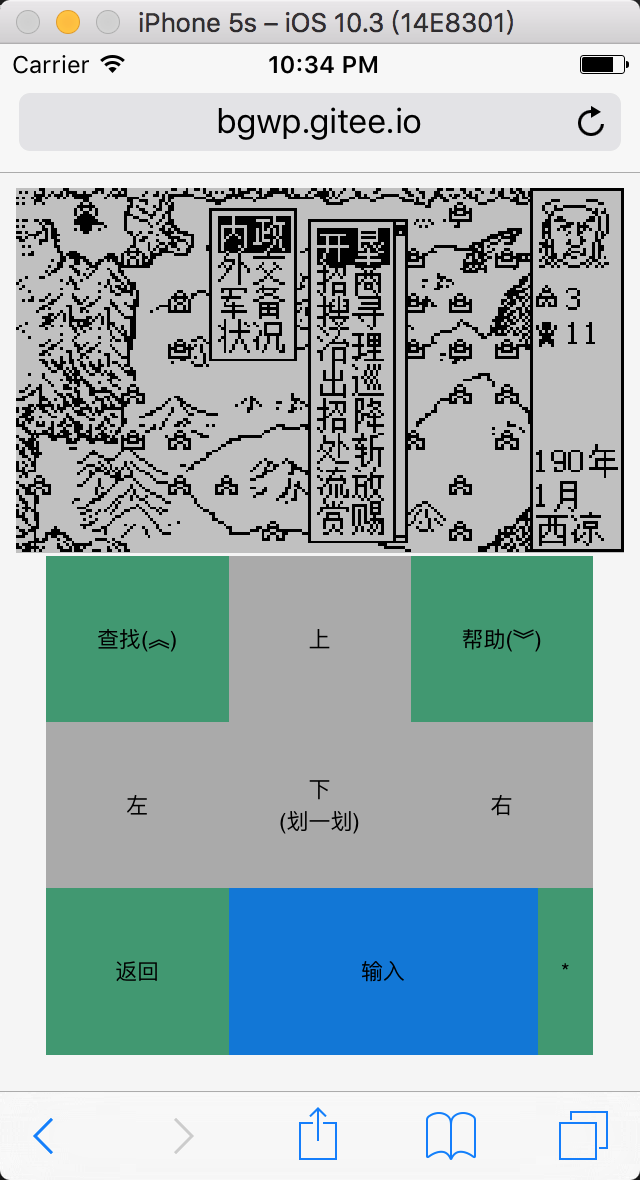 iPhone 5s – iOS 10.3 (14E8301)
Carrier
10:34 PM
bgwp.gitee.io
内政
外交
军备
状况
开垦
招商
搜寻
治理
出巡
招降
处斩
流放
赏赐
3
11
190年
1月
西凉
查找(︽)
上
帮助(︾)
左
下
(划一划)
右
返回
输入
*